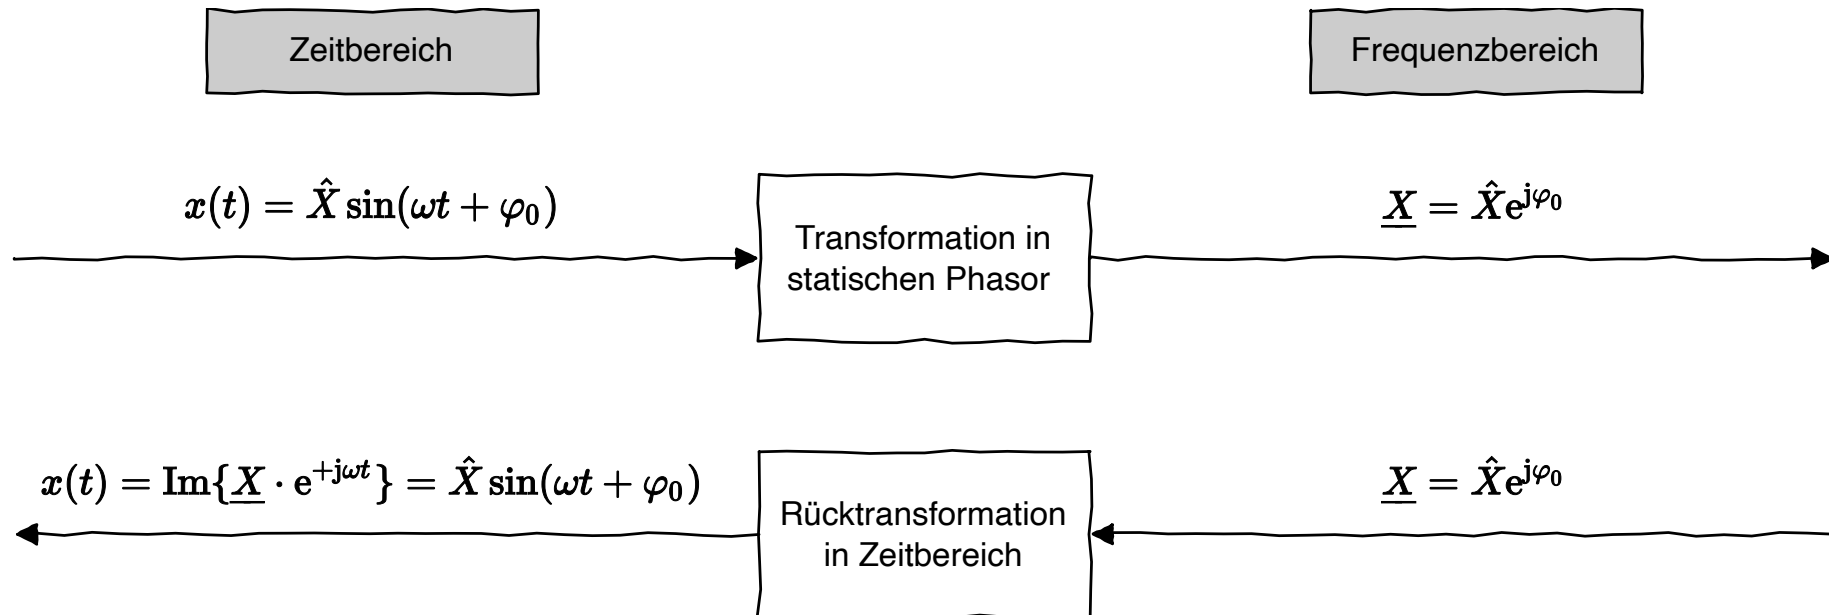 Zeitbereich
Frequenzbereich
x(t) = X̂ sin(ωt + φ₀)
Transformation in
statischen Phasor
X̲ = X̂e^{jφ₀}
x(t) = Im{X̲ · e^{+jωt}} = X̂ sin(ωt + φ₀)
Rücktransformation
in Zeitbereich
X̲ = X̂e^{jφ₀}